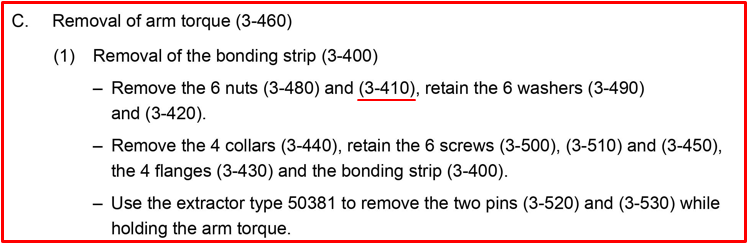 C. Removal of arm torque (3-460)
(1) Removal of the bonding strip (3-400)
– Remove the 6 nuts (3-480) and (3-410), retain the 6 washers (3-490)
and (3-420).
– Remove the 4 collars (3-440), retain the 6 screws (3-500), (3-510) and (3-450),
the 4 flanges (3-430) and the bonding strip (3-400).
– Use the extractor type 50381 to remove the two pins (3-520) and (3-530) while
holding the arm torque.